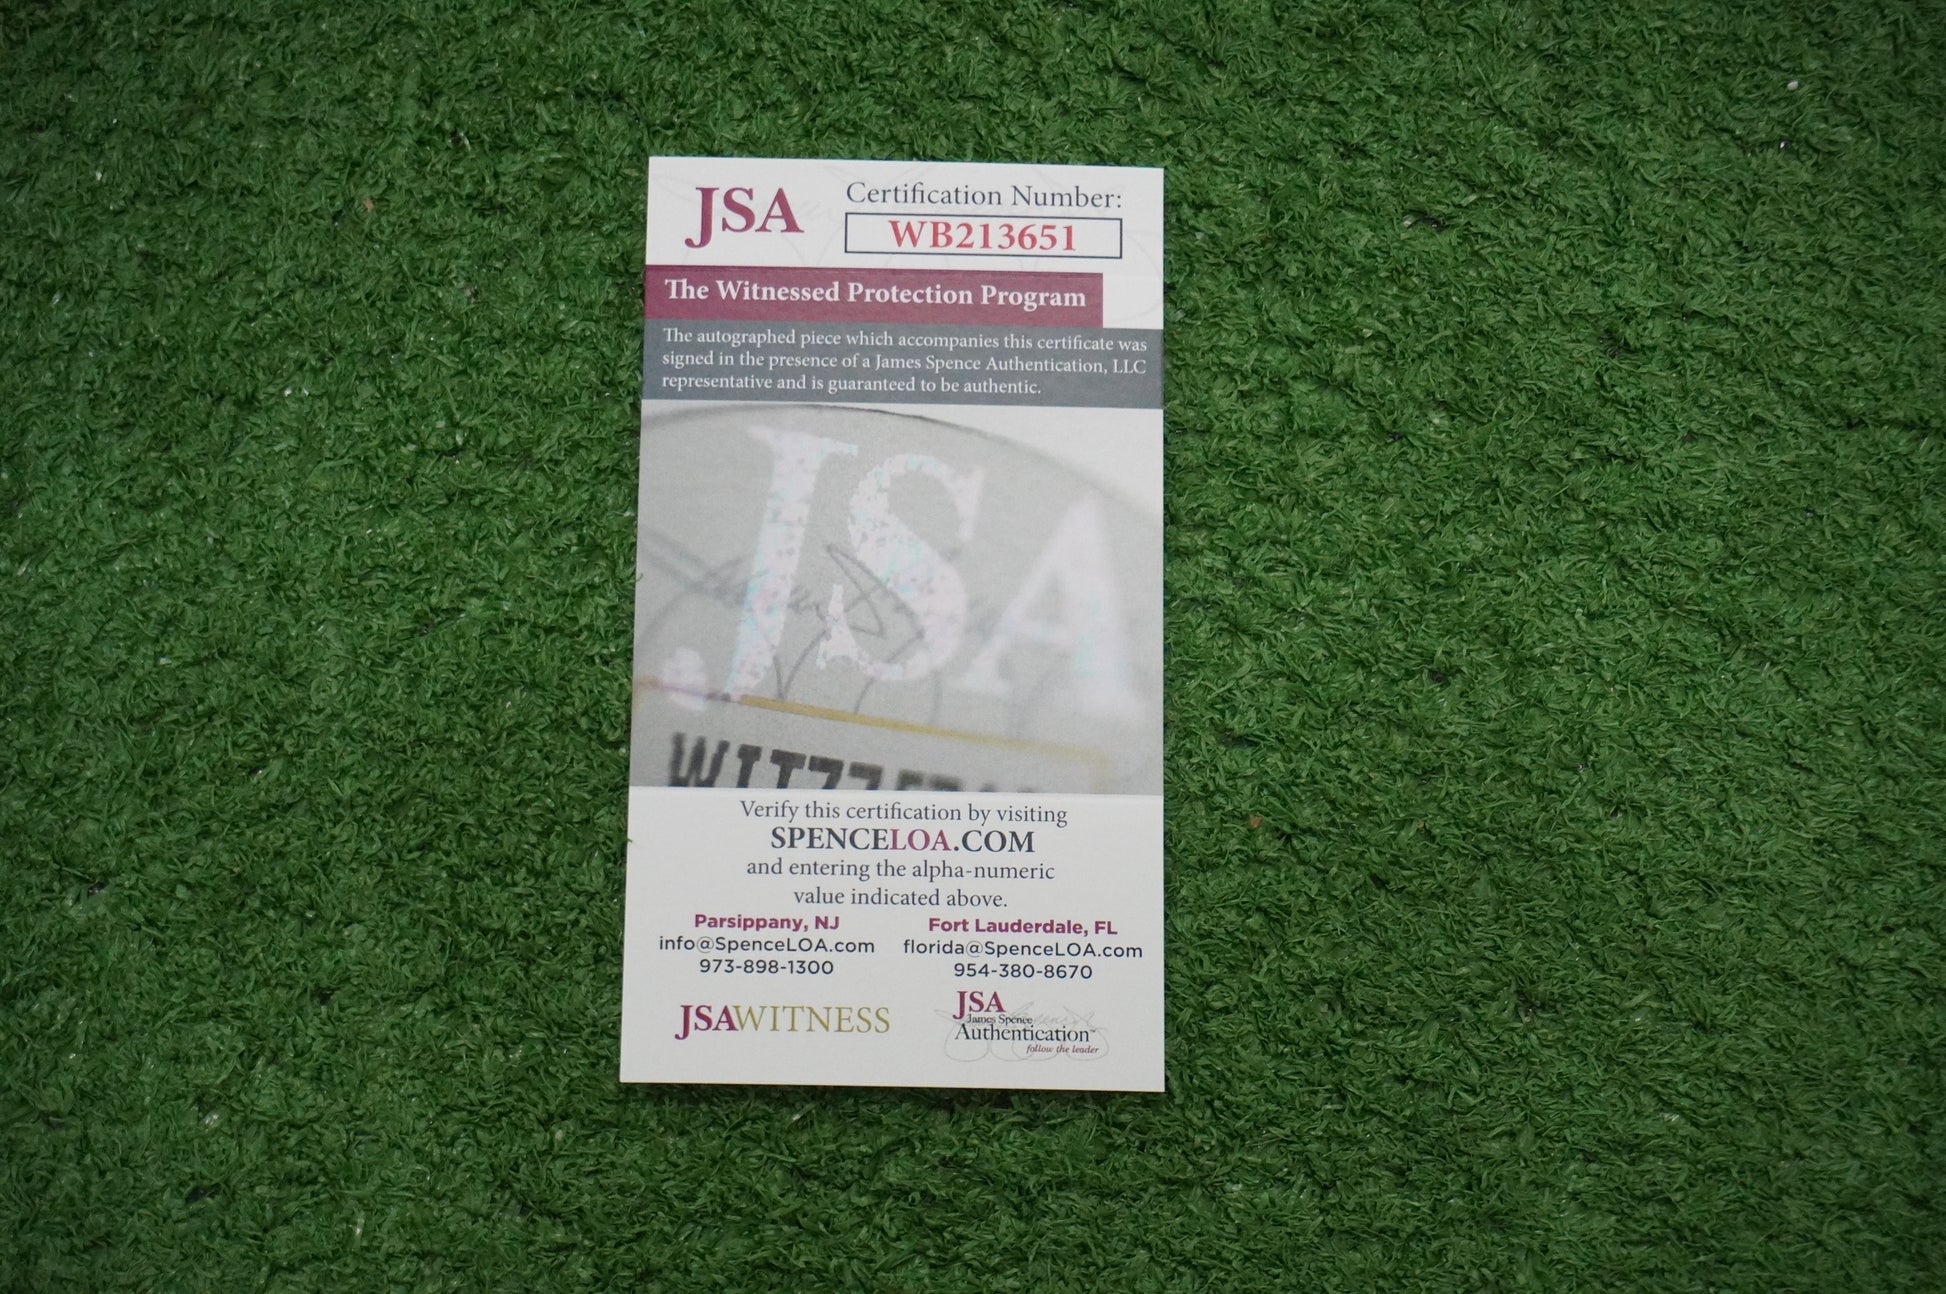 JSA
Certification Number:
WB213651
The Witnessed Protection Program
The autographed piece which accompanies this certificate was
signed in the presence of a James Spence Authentication, LLC
representative and is guaranteed to be authentic.
JSA
Verify this certification by visiting
SPENCELOA.COM
and entering the alpha-numeric
value indicated above.
Parsippany, NJ
info@SpenceLOA.com
973-898-1300
Fort Lauderdale, FL
florida@SpenceLOA.com
954-380-8670
JSAWITNESS
JSA
James Spence
Authentication™
follow the leader